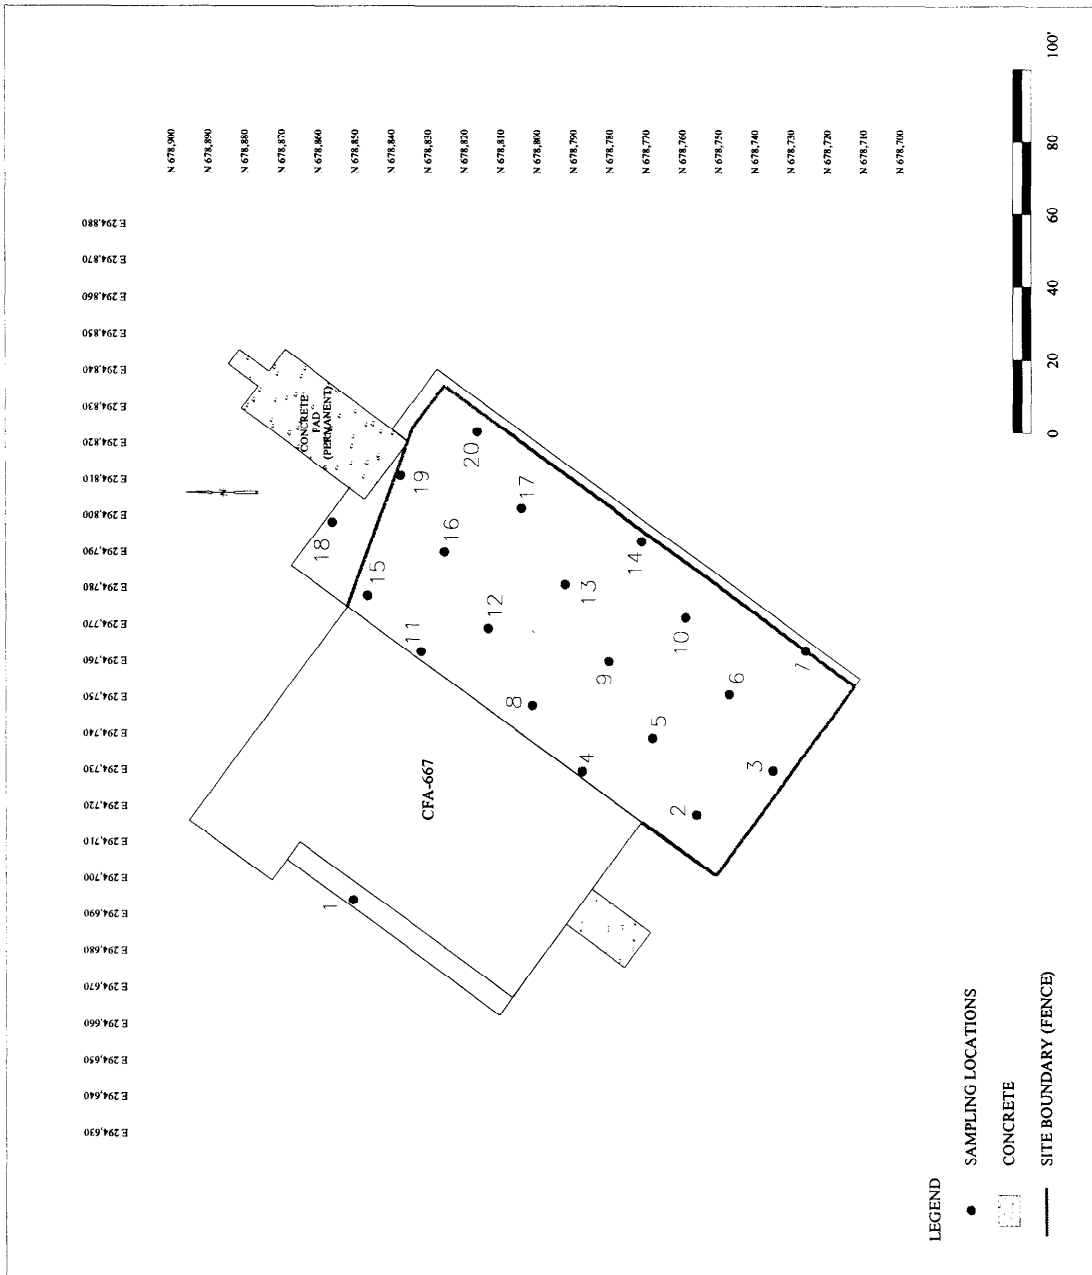 N 678,900
N 678,890
N 678,880
N 678,870
N 678,860
N 678,850
N 678,840
N 678,830
N 678,820
N 678,810
N 678,800
N 678,790
N 678,780
N 678,770
N 678,760
N 678,750
N 678,740
N 678,730
N 678,720
N 678,710
N 678,700
E 294,880
E 294,870
E 294,860
E 294,850
E 294,840
E 294,830
E 294,820
E 294,810
E 294,800
E 294,790
E 294,780
E 294,770
E 294,760
E 294,750
E 294,740
E 294,730
E 294,720
E 294,710
E 294,700
E 294,690
E 294,680
E 294,670
E 294,660
E 294,650
E 294,640
E 294,630
CONCRETE
PAD
(PERMANENT)
N
CFA-667
1
2
3
4
5
6
7
8
9
10
11
12
13
14
15
16
17
18
19
20
0
20
40
60
80
100'
LEGEND
SAMPLING LOCATIONS
CONCRETE
SITE BOUNDARY (FENCE)